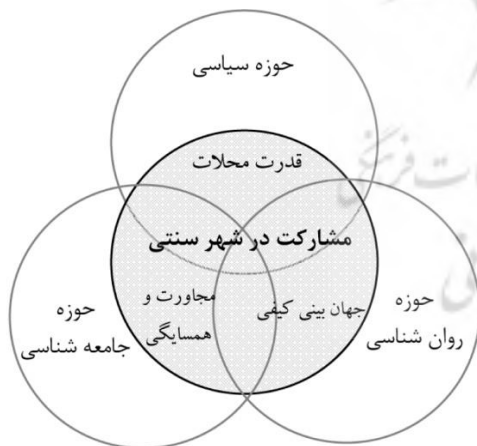 حوزه سیاسی
قدرت محلات
مشارکت در شهر سنتی
حوزه
روان شناسی
جهان بینی کیفی
مجاورت و
همسایگی
حوزه
جامعه شناسی